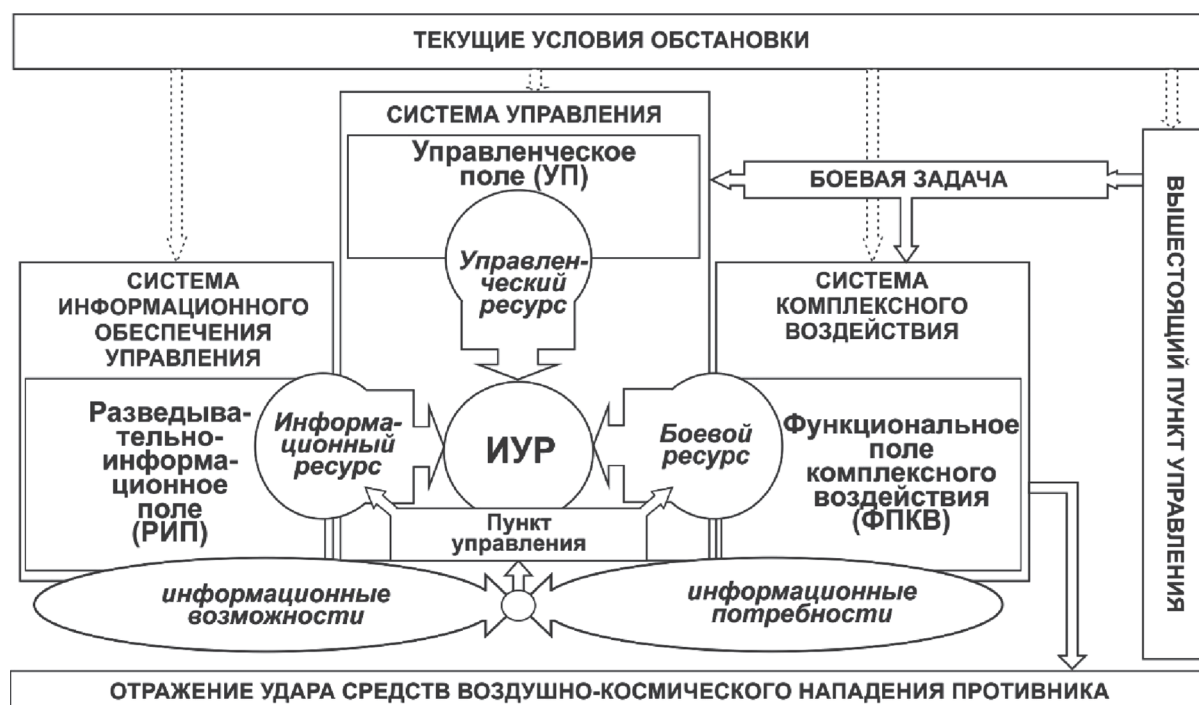 ТЕКУЩИЕ УСЛОВИЯ ОБСТАНОВКИ
СИСТЕМА УПРАВЛЕНИЯ
Управленческое
поле (УП)
Управлен-
ческий
ресурс
БОЕВАЯ ЗАДАЧА
ВЫШЕСТОЯЩИЙ ПУНКТ УПРАВЛЕНИЯ
СИСТЕМА
ИНФОРМАЦИОННОГО
ОБЕСПЕЧЕНИЯ
УПРАВЛЕНИЯ
СИСТЕМА
КОМПЛЕКСНОГО
ВОЗДЕЙСТВИЯ
Разведыва-
тельно-
информа-
ционное
поле
(РИП)
Информа-
ционный
ресурс
ИУР
Боевой
ресурс
Функциональное
поле
комплексного
воздействия
(ФПКВ)
Пункт
управления
информационные
возможности
информационные
потребности
ОТРАЖЕНИЕ УДАРА СРЕДСТВ ВОЗДУШНО-КОСМИЧЕСКОГО НАПАДЕНИЯ ПРОТИВНИКА